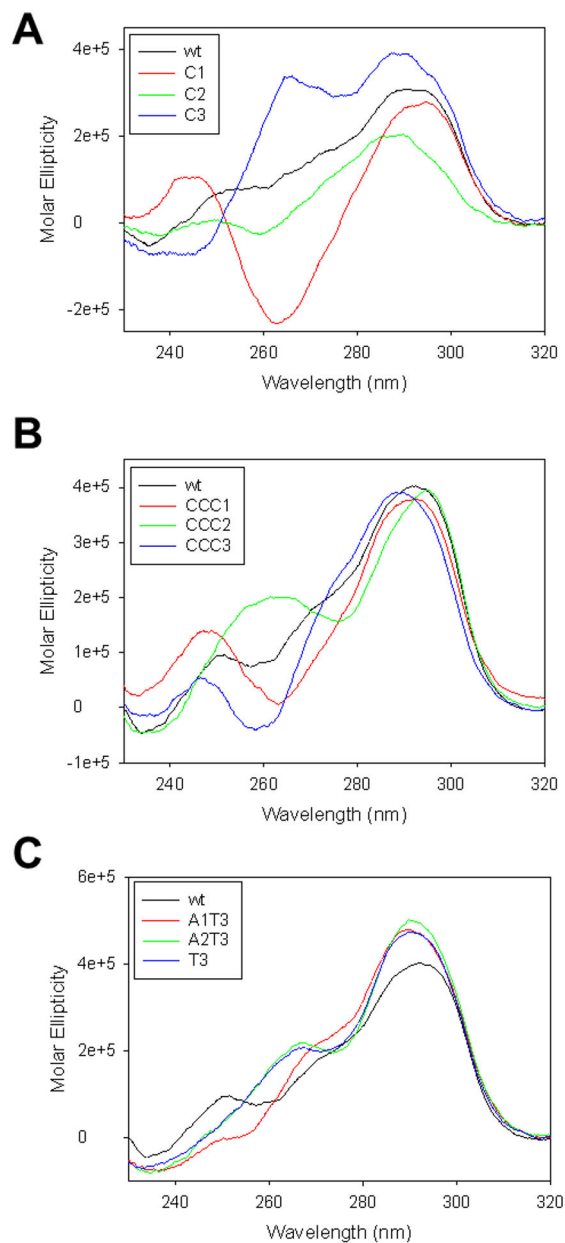 A
wt
C1
C2
C3
4e+5
2e+5
0
-2e+5
Molar Ellipticity
240 260 280 300 320
Wavelength (nm)
B
wt
CCC1
CCC2
CCC3
4e+5
3e+5
2e+5
1e+5
0
-1e+5
Molar Ellipticity
240 260 280 300 320
Wavelength (nm)
C
wt
A1T3
A2T3
T3
6e+5
4e+5
2e+5
0
Molar Ellipticity
240 260 280 300 320
Wavelength (nm)